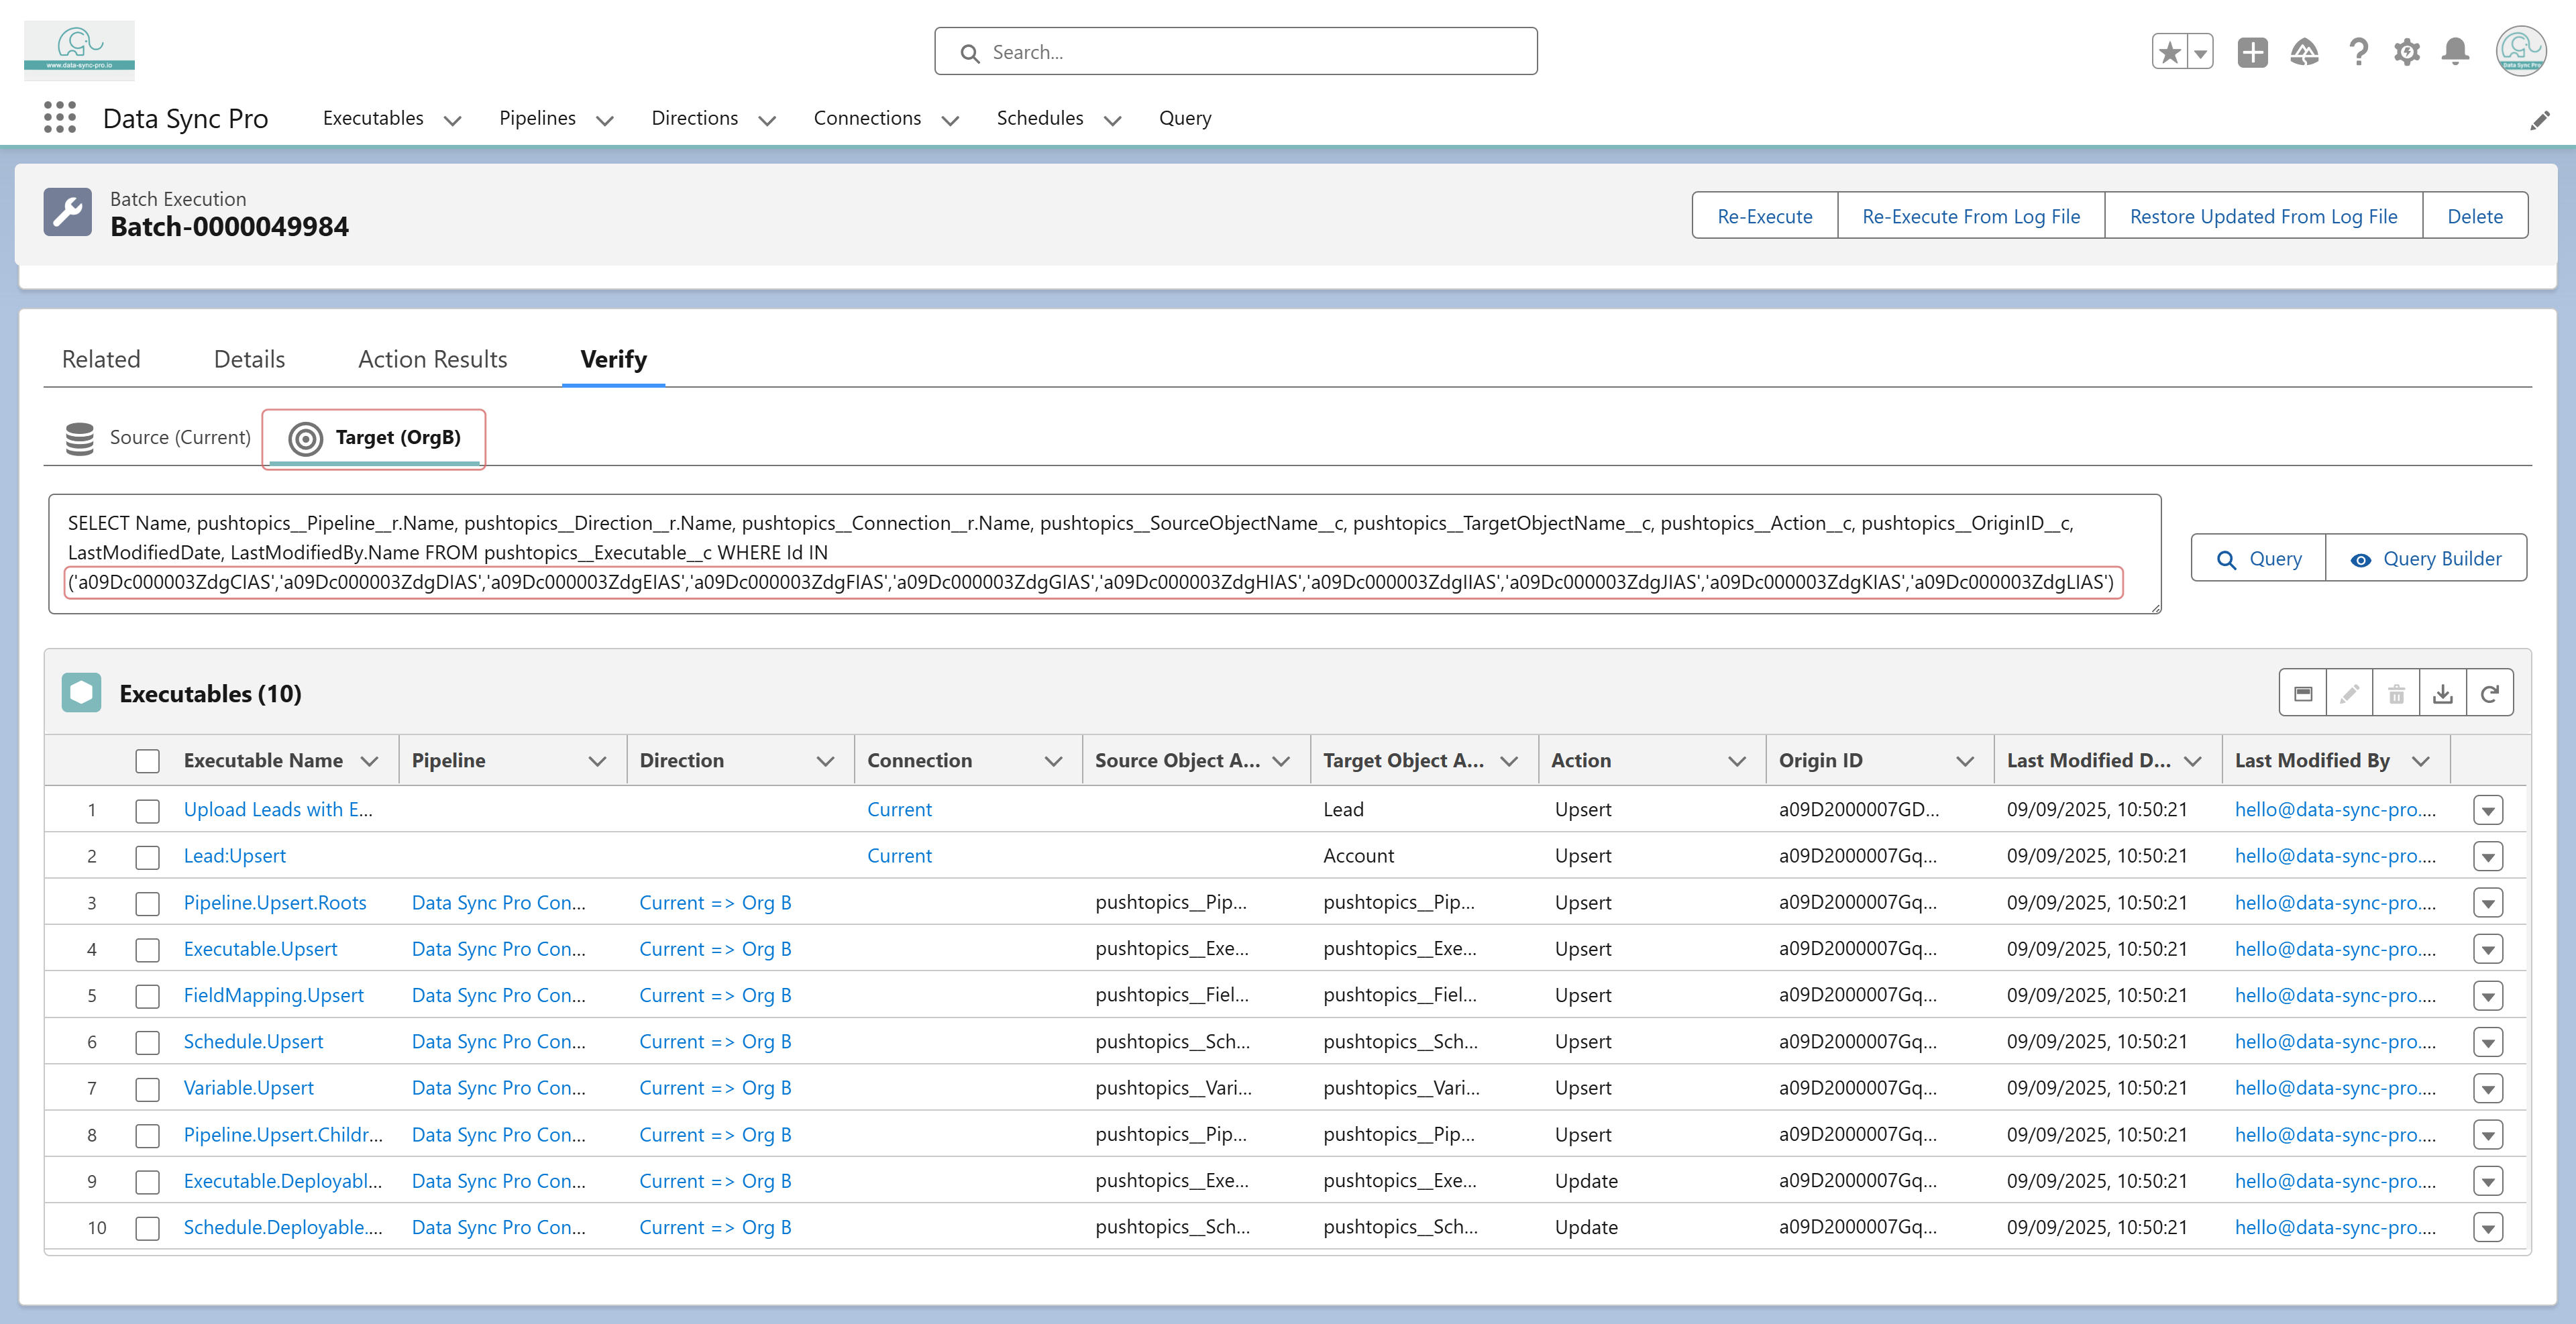 www.data-sync-pro.io
Search...
Data Sync Pro
Data Sync Pro Executables Pipelines Directions Connections Schedules Query
Batch Execution
Batch-0000049984
Re-Execute Re-Execute From Log File Restore Updated From Log File Delete
Related Details Action Results Verify
Source (Current) Target (OrgB)
SELECT Name, pushtopics__Pipeline__r.Name, pushtopics__Direction__r.Name, pushtopics__Connection__r.Name, pushtopics__SourceObjectName__c, pushtopics__TargetObjectName__c, pushtopics__Action__c, pushtopics__OriginID__c,
LastModifiedDate, LastModifiedBy.Name FROM pushtopics__Executable__c WHERE Id IN
('a09Dc000003ZdgCIAS','a09Dc000003ZdgDIAS','a09Dc000003ZdgEIAS','a09Dc000003ZdgFIAS','a09Dc000003ZdgGIAS','a09Dc000003ZdgHIAS','a09Dc000003ZdgIIAS','a09Dc000003ZdgJIAS','a09Dc000003ZdgKIAS','a09Dc000003ZdgLIAS')
Query Query Builder
Executables (10)
Executable Name Pipeline Direction Connection Source Object A... Target Object A... Action Origin ID Last Modified D... Last Modified By
1 Upload Leads with E... Current Lead Upsert a09D2000007GD... 09/09/2025, 10:50:21 hello@data-sync-pro....
2 Lead:Upsert Current Account Upsert a09D2000007Gq... 09/09/2025, 10:50:21 hello@data-sync-pro....
3 Pipeline.Upsert.Roots Data Sync Pro Con... Current => Org B pushtopics__Pip... pushtopics__Pip... Upsert a09D2000007Gq... 09/09/2025, 10:50:21 hello@data-sync-pro....
4 Executable.Upsert Data Sync Pro Con... Current => Org B pushtopics__Exe... pushtopics__Exe... Upsert a09D2000007Gq... 09/09/2025, 10:50:21 hello@data-sync-pro....
5 FieldMapping.Upsert Data Sync Pro Con... Current => Org B pushtopics__Fiel... pushtopics__Fiel... Upsert a09D2000007Gq... 09/09/2025, 10:50:21 hello@data-sync-pro....
6 Schedule.Upsert Data Sync Pro Con... Current => Org B pushtopics__Sch... pushtopics__Sch... Upsert a09D2000007Gq... 09/09/2025, 10:50:21 hello@data-sync-pro....
7 Variable.Upsert Data Sync Pro Con... Current => Org B pushtopics__Vari... pushtopics__Vari... Upsert a09D2000007Gq... 09/09/2025, 10:50:21 hello@data-sync-pro....
8 Pipeline.Upsert.Childr... Data Sync Pro Con... Current => Org B pushtopics__Pip... pushtopics__Pip... Upsert a09D2000007Gq... 09/09/2025, 10:50:21 hello@data-sync-pro....
9 Executable.Deployabl... Data Sync Pro Con... Current => Org B pushtopics__Exe... pushtopics__Exe... Update a09D2000007Gq... 09/09/2025, 10:50:21 hello@data-sync-pro....
10 Schedule.Deployable.... Data Sync Pro Con... Current => Org B pushtopics__Sch... pushtopics__Sch... Update a09D2000007Gq... 09/09/2025, 10:50:21 hello@data-sync-pro....